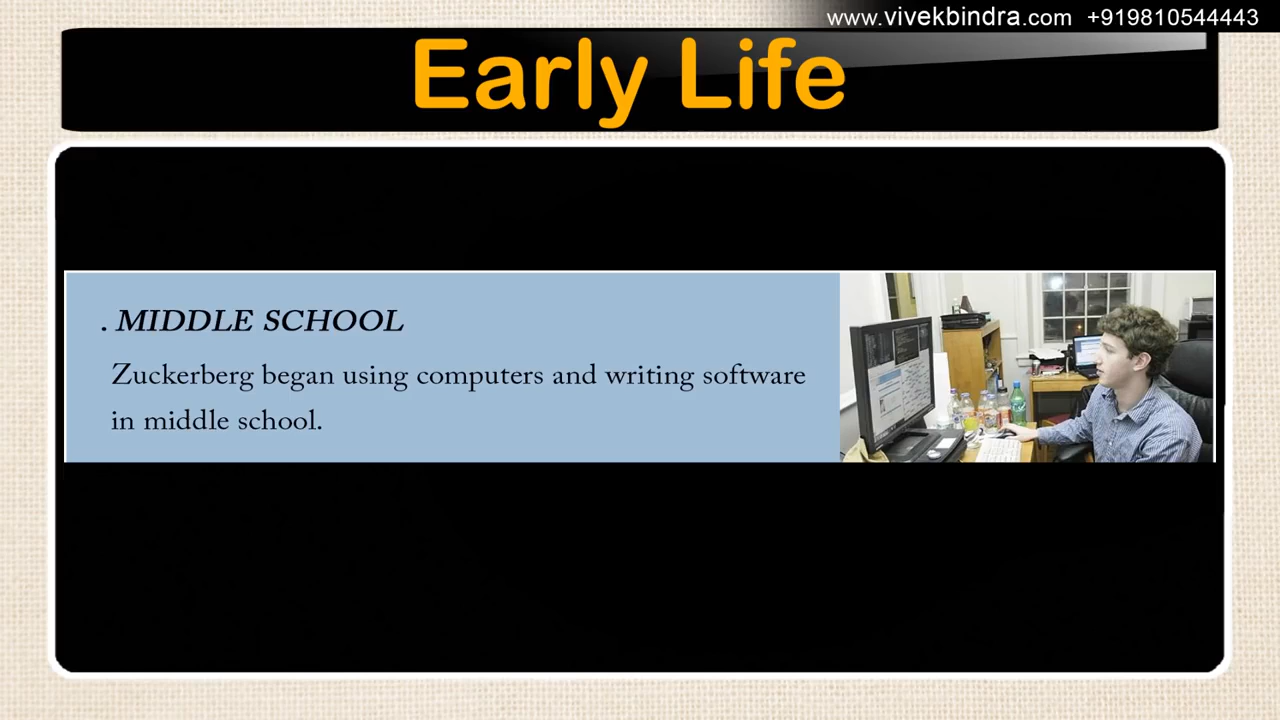 www.vivekbindra.com +919810544443
Early Life
. MIDDLE SCHOOL
Zuckerberg began using computers and writing software
in middle school.